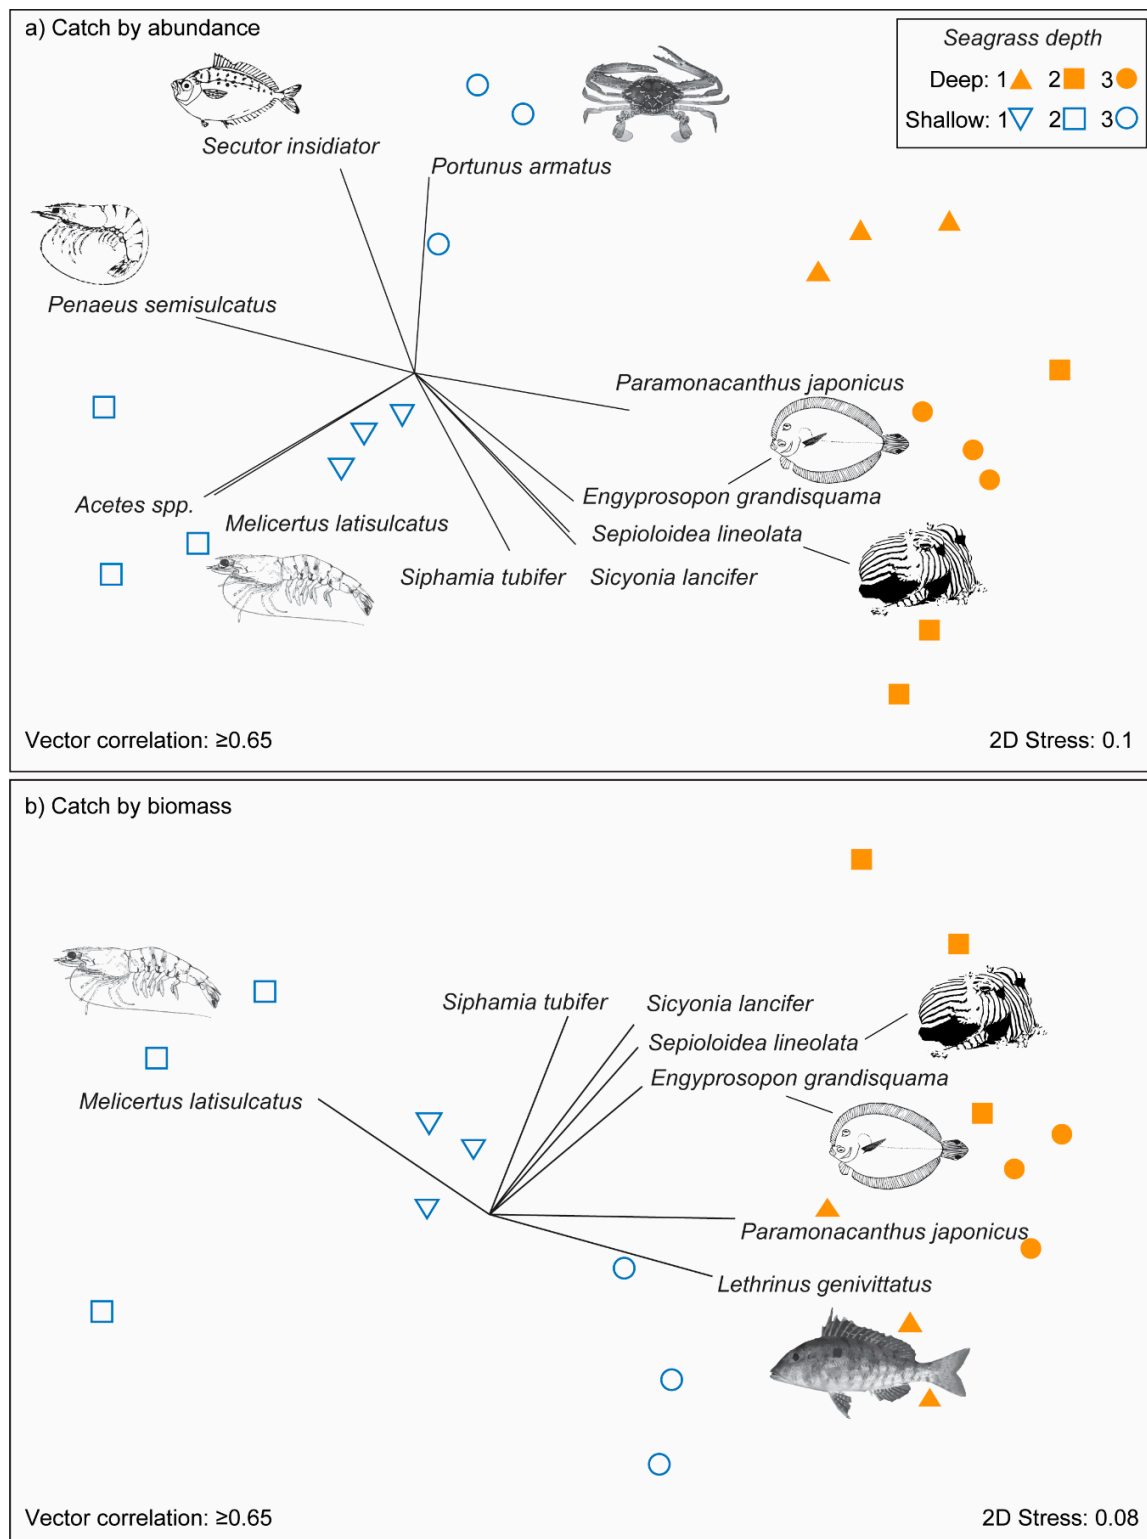 a) Catch by abundance
Seagrass depth
Deep: 1 2 3
Shallow: 1 2 3
Secutor insidiator
Portunus armatus
Penaeus semisulcatus
Paramonacanthus japonicus
Engyprosopon grandisquama
Acetes spp.
Melicertus latisulcatus
Sepioloidea lineolata
Siphamia tubifer
Sicyonia lancifer
Vector correlation: ≥0.65
2D Stress: 0.1
b) Catch by biomass
Siphamia tubifer
Sicyonia lancifer
Sepioloidea lineolata
Engyprosopon grandisquama
Melicertus latisulcatus
Paramonacanthus japonicus
Lethrinus genivittatus
Vector correlation: ≥0.65
2D Stress: 0.08